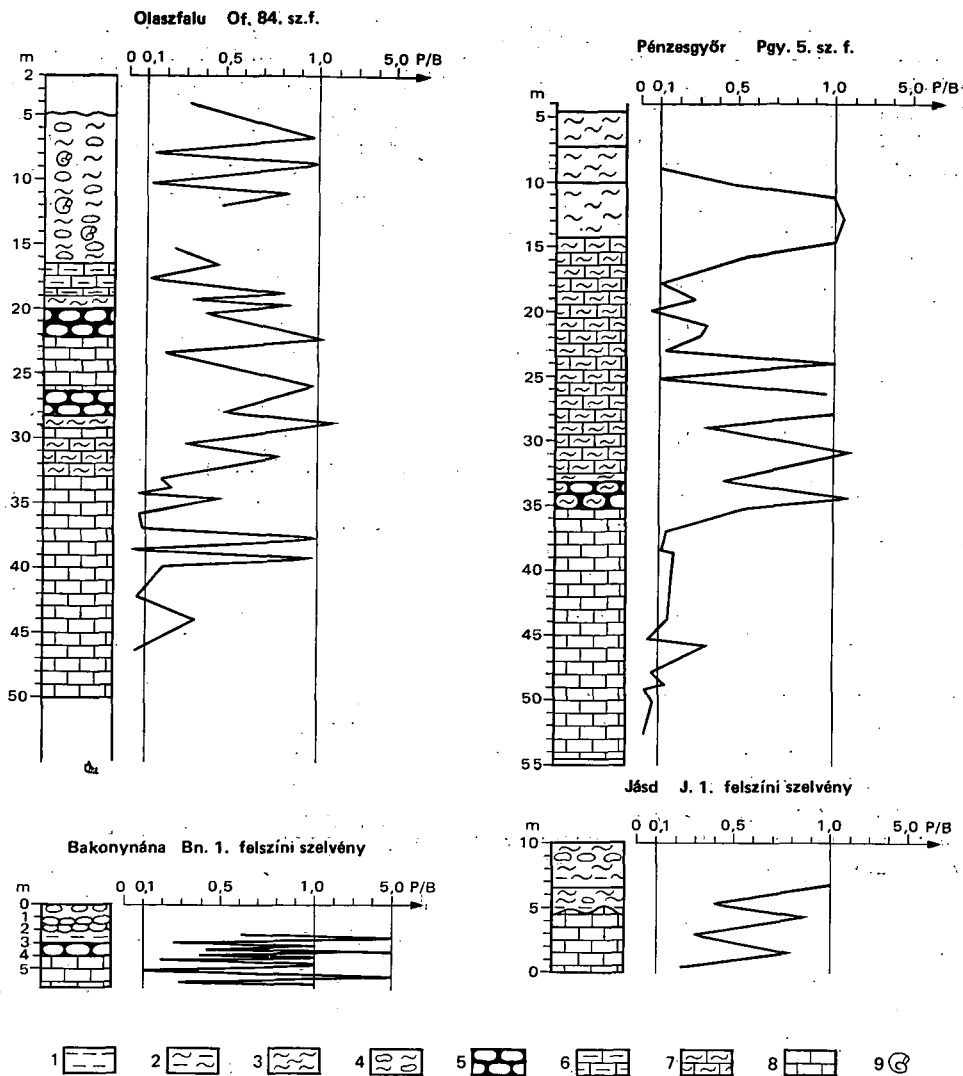 Olaszfalu Of. 84. sz.f.
m
0 0,1 0,5 1,0 5,0 P/B
2
5
10
15
20
25
30
35
40
45
50
Pénzesgyőr Pgy. 5. sz. f.
m
0 0,1 0,5 1,0 5,0 P/B
5
10
15
20
25
30
35
40
45
50
55
Bakonynána Bn. 1. felszíni szelvény
m
0 0,1 0,5 1,0 5,0 P/B
0
1
2
3
4
5
Jásd J. 1. felszíni szelvény
m
0 0,1 0,5 1,0 5,0 P/B
10
5
0
1 2 3 4 5 6 7 8 9